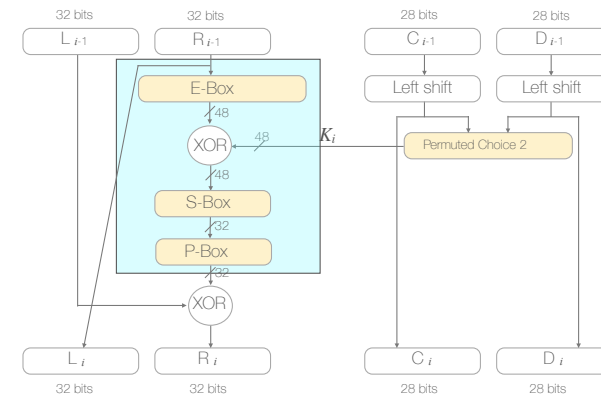 32 bits 32 bits 28 bits 28 bits
L i-1 R i-1 C i-1 D i-1
E-Box Left shift Left shift
48
XOR 48 K i Permuted Choice 2
48
S-Box
32
P-Box
32
XOR
L i R i C i D i
32 bits 32 bits 28 bits 28 bits